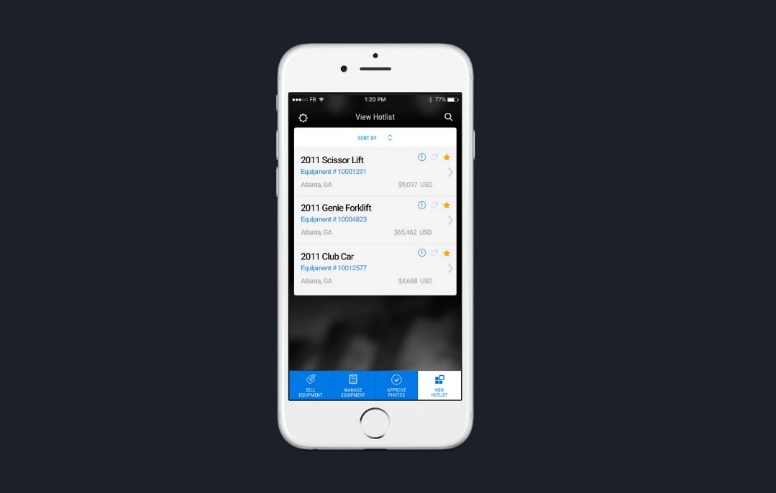 FB
1:20 PM
77%
View Hotlist
SORT BY
2011 Scissor Lift
Equipment # 10001291
Atlanta, GA
$9,097 USD
2011 Genie Forklift
Equipment # 10004823
Atlanta, GA
$65,462 USD
2011 Club Car
Equipment # 10012577
Atlanta, GA
$4,688 USD
SELL
EQUIPMENT
MANAGE
EQUIPMENT
APPROVE
PHOTOS
VIEW
HOTLIST